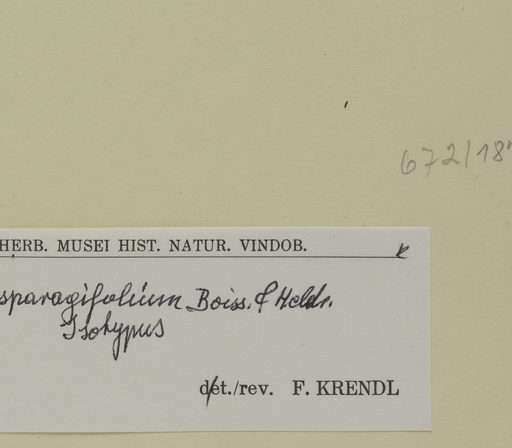 672/18
HERB. MUSEI HIST. NATUR. VINDOB.
sparagifolium Boiss. & Heldr.
Isotypus
det./rev. F. KRENDL